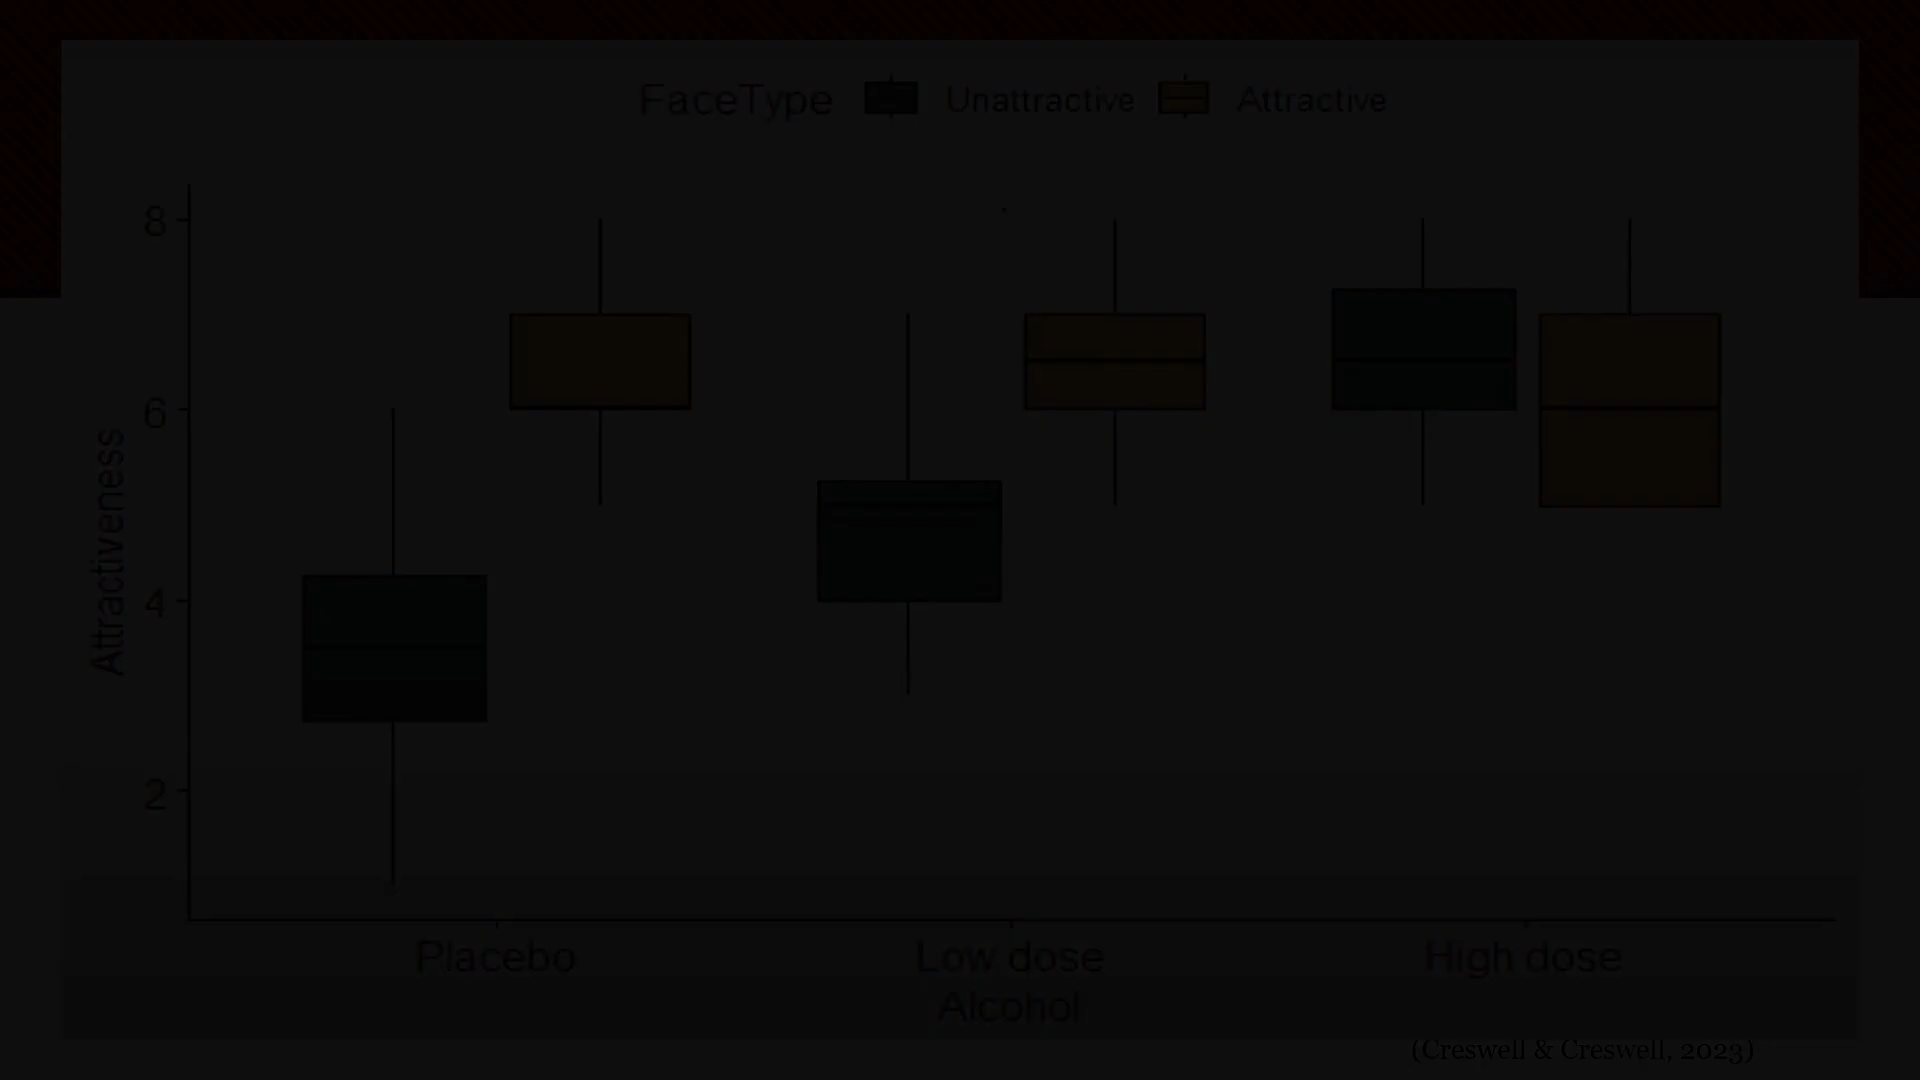 FaceType Unattractive Attractive
8
6
4
2
Attractiveness
Placebo Low dose High dose
Alcohol
(Creswell & Creswell, 2023)